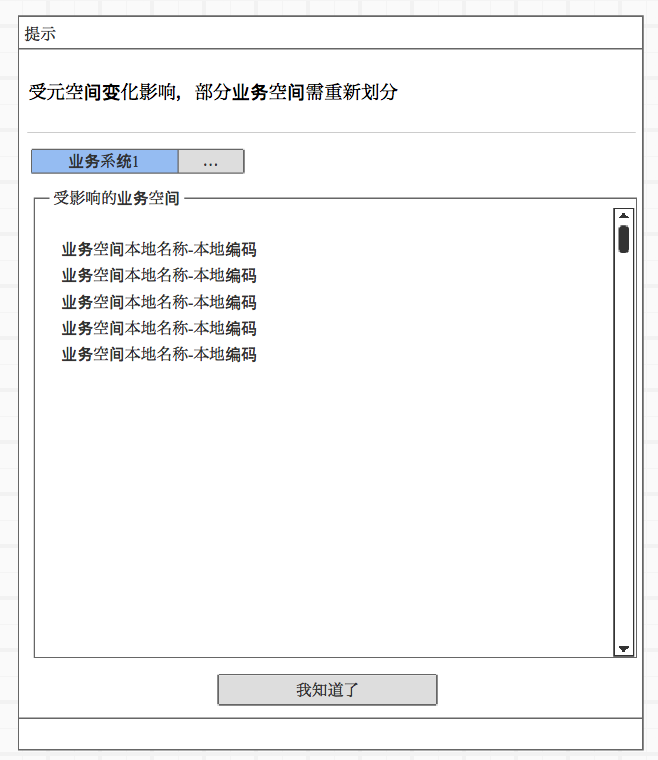 提示
受元空间变化影响，部分业务空间需重新划分
业务系统1 ...
受影响的业务空间
业务空间本地名称-本地编码
业务空间本地名称-本地编码
业务空间本地名称-本地编码
业务空间本地名称-本地编码
业务空间本地名称-本地编码
我知道了